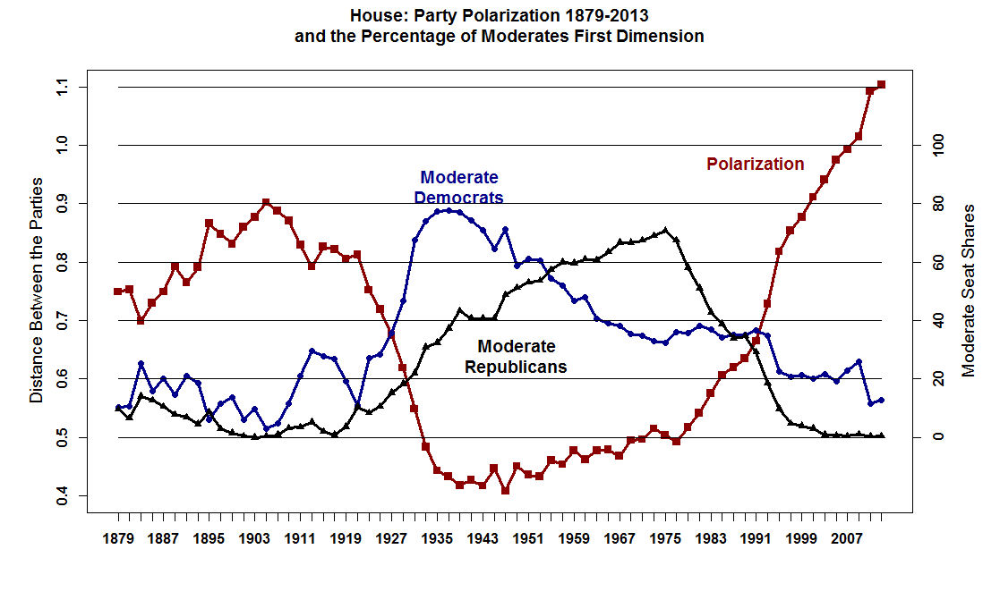 House: Party Polarization 1879-2013
and the Percentage of Moderates First Dimension
1.1
1.0
0.9
0.8
0.7
0.6
0.5
0.4
Distance Between the Parties
Moderate
Democrats
Polarization
Moderate
Republicans
100
80
60
40
20
0
Moderate Seat Shares
1879 1887 1895 1903 1911 1919 1927 1935 1943 1951 1959 1967 1975 1983 1991 1999 2007